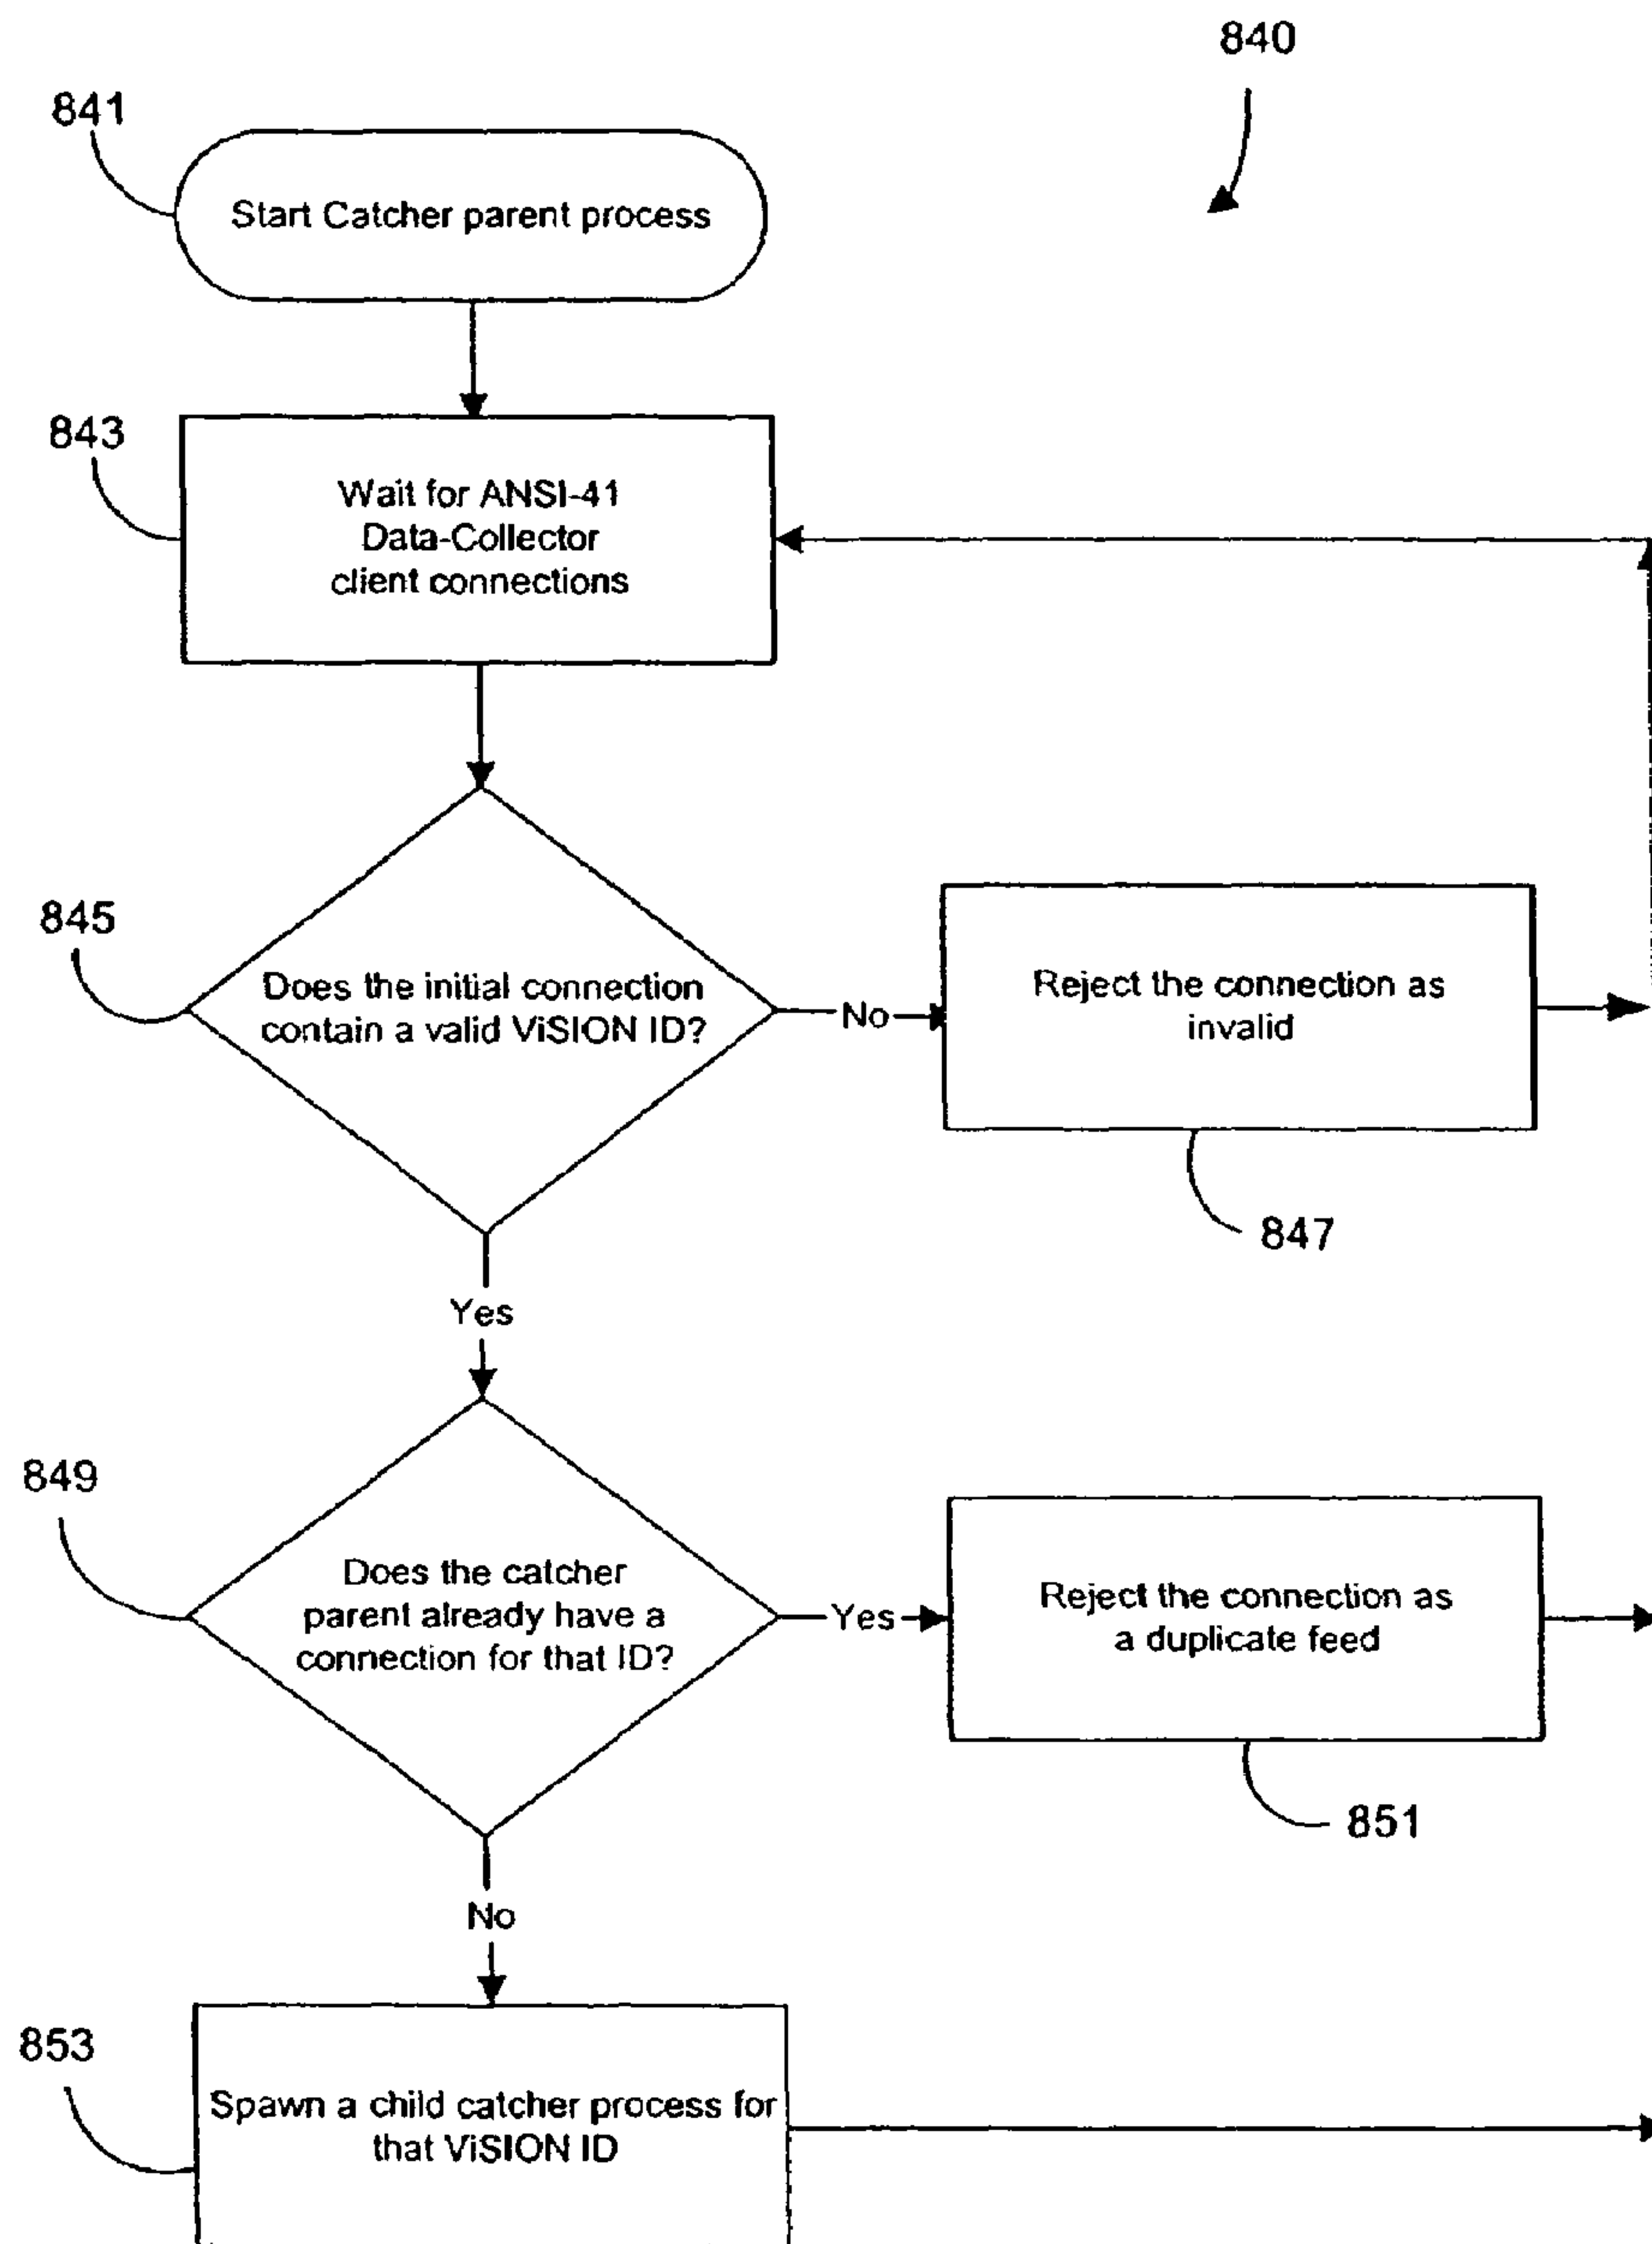 840
841
Start Catcher parent process
843
Wait for ANSI-41
Data-Collector
client connections
845
Does the initial connection
contain a valid ViSION ID?
No
Reject the connection as
invalid
847
Yes
849
Does the catcher
parent already have a
connection for that ID?
Yes
Reject the connection as
a duplicate feed
851
No
853
Spawn a child catcher process for
that ViSION ID